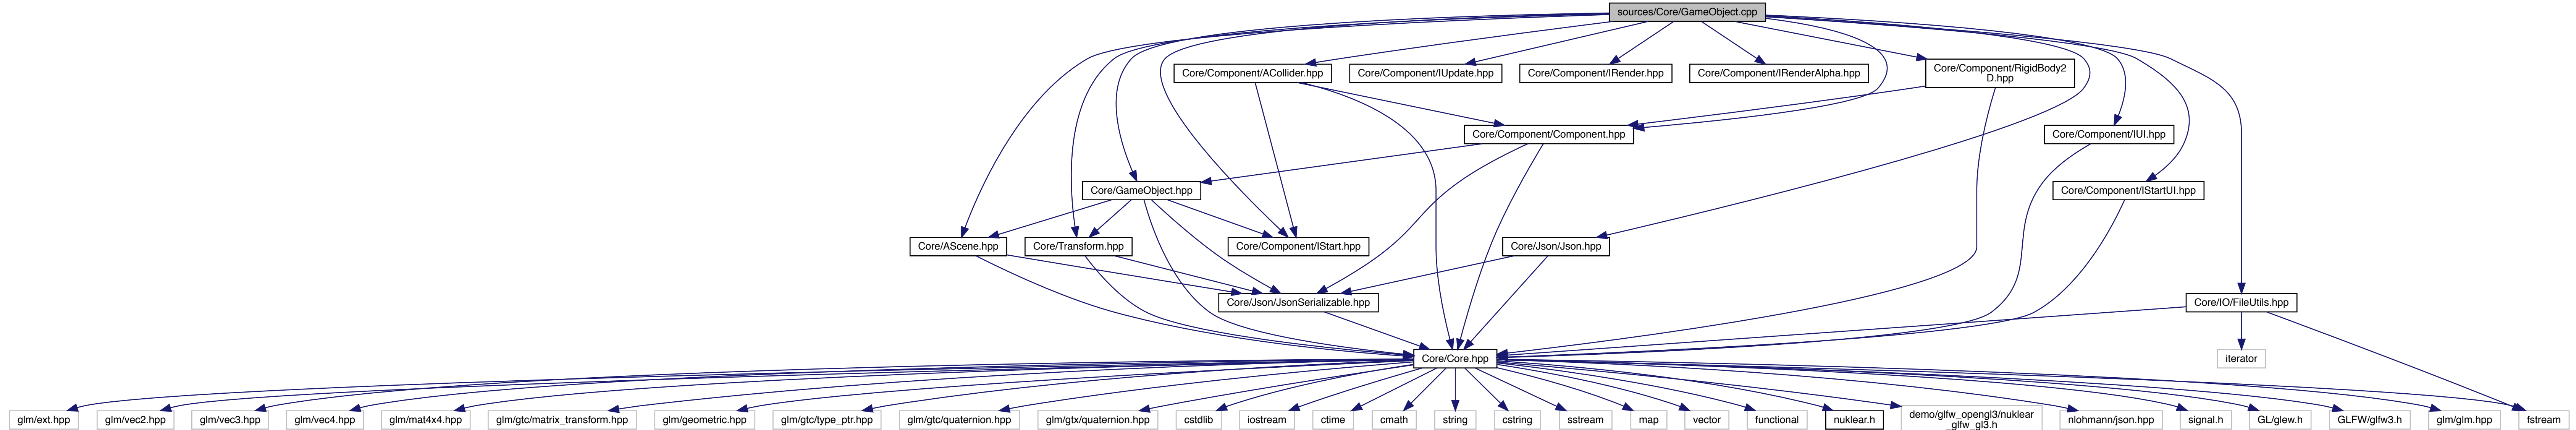 sources/Core/GameObject.cpp
Core/Component/ACollider.hpp
Core/Component/IUpdate.hpp
Core/Component/IRender.hpp
Core/Component/IRenderAlpha.hpp
Core/Component/RigidBody2
D.hpp
Core/Component/Component.hpp
Core/Component/IUI.hpp
Core/GameObject.hpp
Core/Component/IStartUI.hpp
Core/AScene.hpp
Core/Transform.hpp
Core/Component/IStart.hpp
Core/Json/Json.hpp
Core/Json/JsonSerializable.hpp
Core/IO/FileUtils.hpp
Core/Core.hpp
iterator
glm/ext.hpp
glm/vec2.hpp
glm/vec3.hpp
glm/vec4.hpp
glm/mat4x4.hpp
glm/gtc/matrix_transform.hpp
glm/geometric.hpp
glm/gtc/type_ptr.hpp
glm/gtc/quaternion.hpp
glm/gtx/quaternion.hpp
cstdlib
iostream
ctime
cmath
string
cstring
sstream
map
vector
functional
nuklear.h
demo/glfw_opengl3/nuklear
_glfw_gl3.h
nlohmann/json.hpp
signal.h
GL/glew.h
GLFW/glfw3.h
glm/glm.hpp
fstream